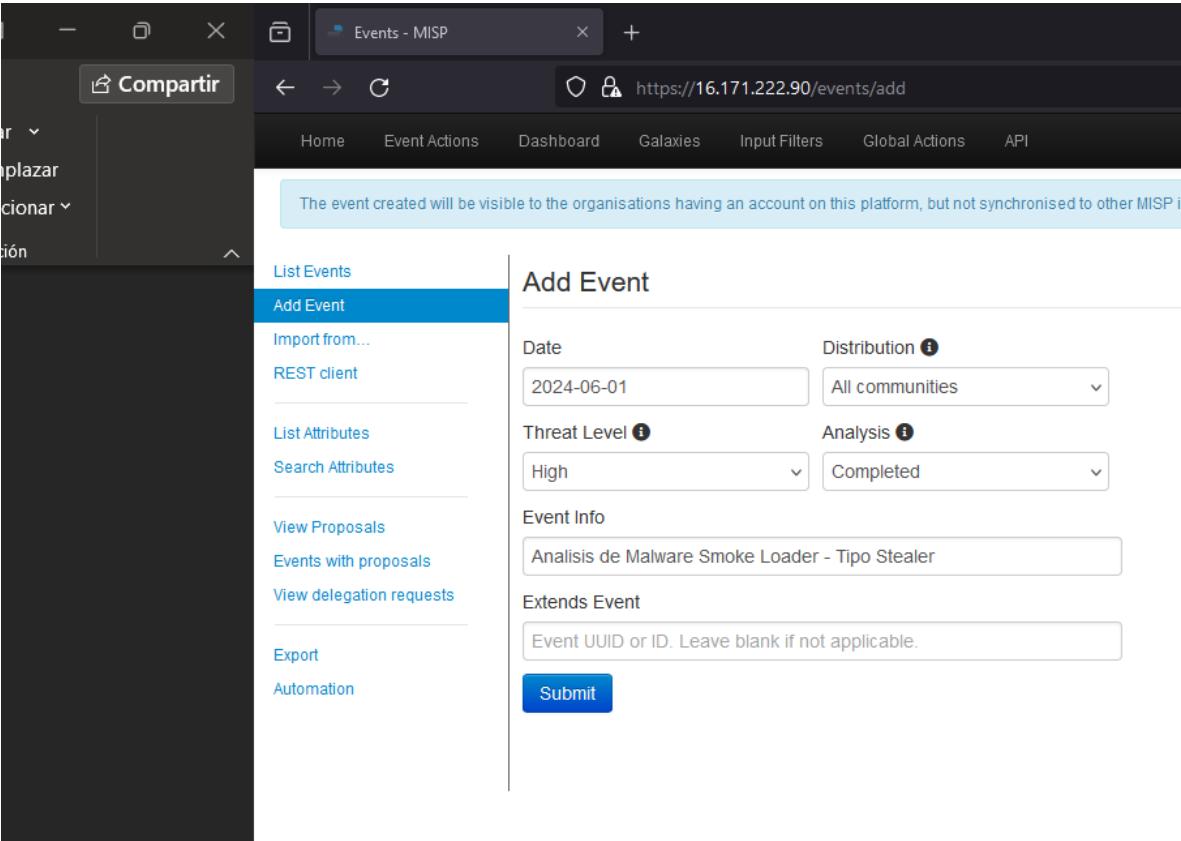 Compartir
ar
mplazar
cionar
ción
Events - MISP
https://16.171.222.90/events/add
Home Event Actions Dashboard Galaxies Input Filters Global Actions API
The event created will be visible to the organisations having an account on this platform, but not synchronised to other MISP i
List Events
Add Event
Import from...
REST client
List Attributes
Search Attributes
View Proposals
Events with proposals
View delegation requests
Export
Automation
Add Event
Date Distribution
2024-06-01 All communities
Threat Level Analysis
High Completed
Event Info
Analisis de Malware Smoke Loader - Tipo Stealer
Extends Event
Event UUID or ID. Leave blank if not applicable.
Submit